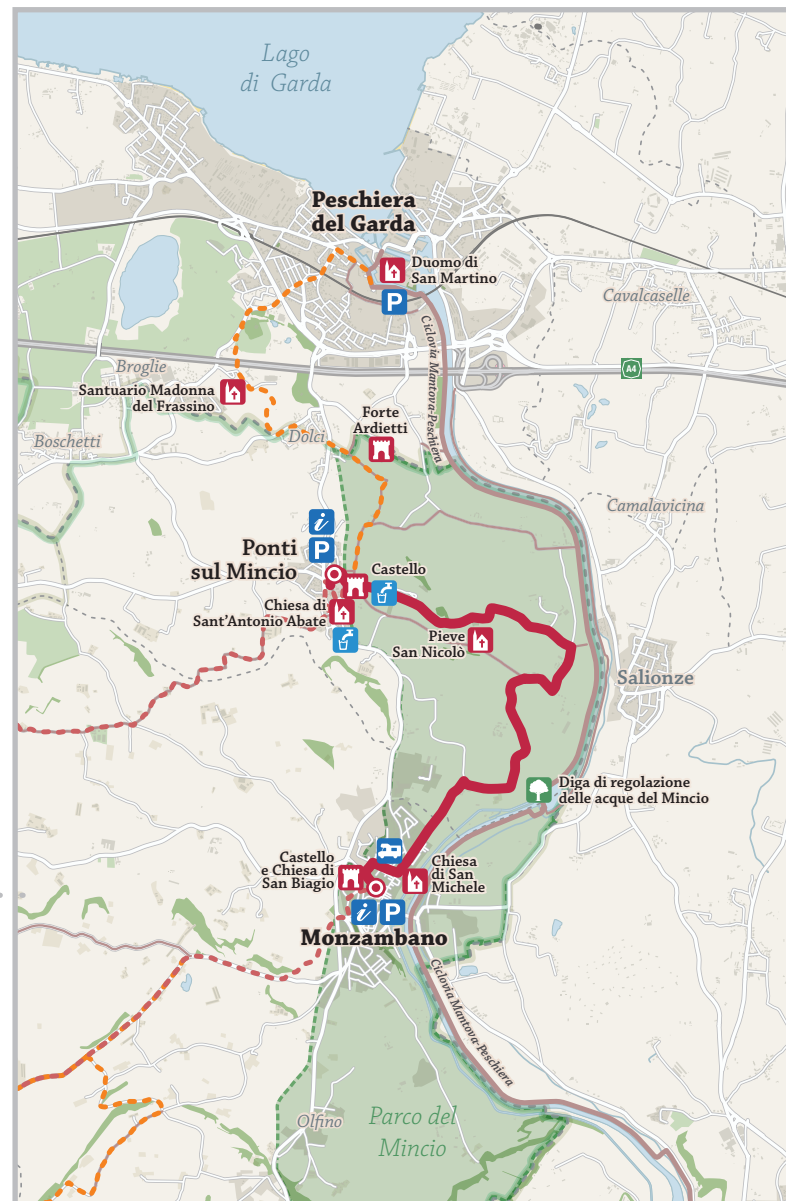 Lago
di Garda
Peschiera
del Garda
Duomo di
San Martino
P
Cavalcaselle
Ciclovia Mantova-Peschiera
A4
Broglie
Santuario Madonna
del Frassino
Forte
Ardietti
Boschetti
Dolci
Camalavicina
i
P
Ponti
sul Mincio
Castello
Chiesa di
Sant'Antonio Abate
Pieve
San Nicolò
Salionze
Diga di regolazione
delle acque del Mincio
Castello
e Chiesa di
San Biagio
Chiesa
di San
Michele
i P
Monzambano
Ciclovia Mantova-Peschiera
Olfino
Parco del
Mincio